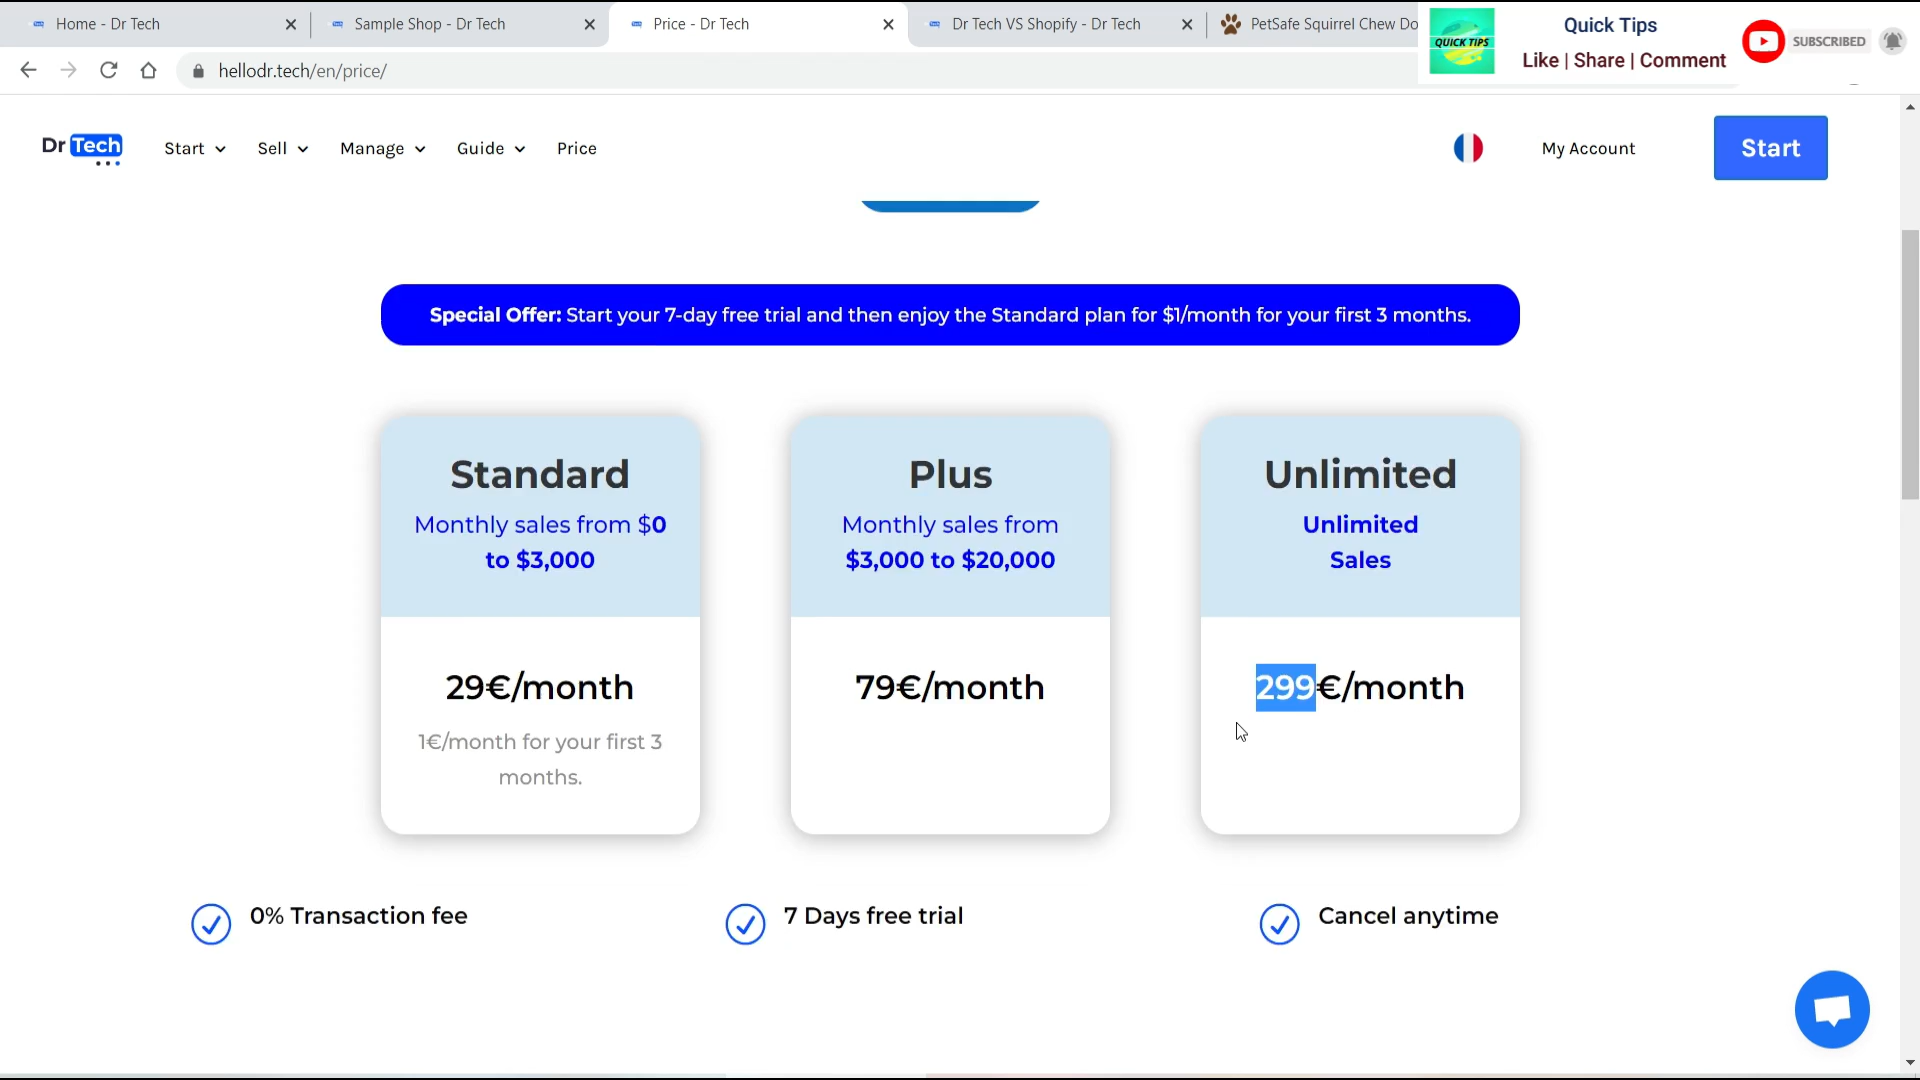 Home - Dr Tech
Sample Shop - Dr Tech
Price - Dr Tech
Dr Tech VS Shopify - Dr Tech
PetSafe Squirrel Chew Do
QUICK TIPS
Quick Tips
Like | Share | Comment
SUBSCRIBED
hellodr.tech/en/price/
Dr Tech
Start
Sell
Manage
Guide
Price
My Account
Start
Special Offer: Start your 7-day free trial and then enjoy the Standard plan for $1/month for your first 3 months.
Standard
Monthly sales from $0
to $3,000
29€/month
1€/month for your first 3
months.
Plus
Monthly sales from
$3,000 to $20,000
79€/month
Unlimited
Unlimited
Sales
299€/month
0% Transaction fee
7 Days free trial
Cancel anytime